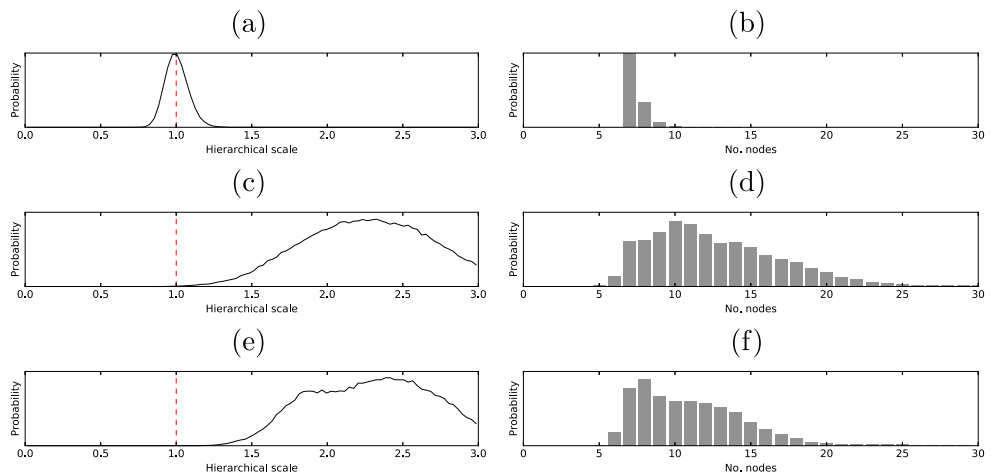 (a)
(b)
Probability
0.0 0.5 1.0 1.5 2.0 2.5 3.0
Hierarchical scale
Probability
0 5 10 15 20 25 30
No. nodes
(c)
(d)
Probability
0.0 0.5 1.0 1.5 2.0 2.5 3.0
Hierarchical scale
Probability
0 5 10 15 20 25 30
No. nodes
(e)
(f)
Probability
0.0 0.5 1.0 1.5 2.0 2.5 3.0
Hierarchical scale
Probability
0 5 10 15 20 25 30
No. nodes